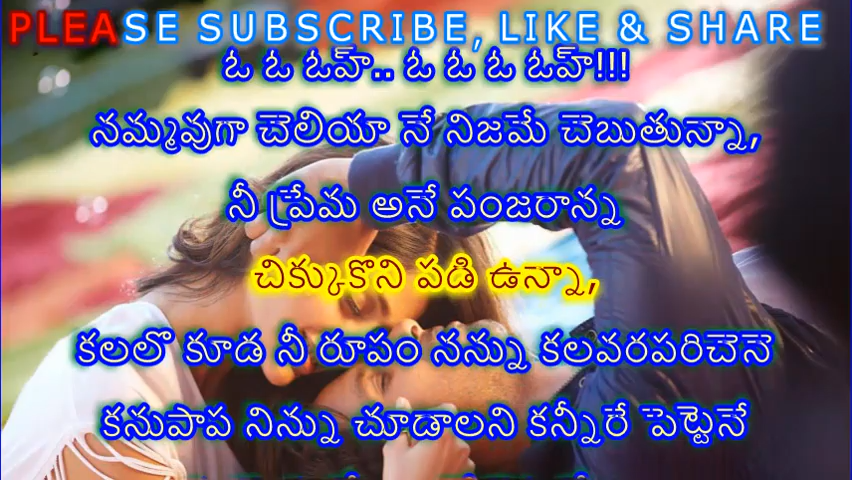 PLEASE SUBSCRIBE, LIKE & SHARE
ఓ ఓ ఓహ్.. ఓ ఓ ఓ ఓహ్!!!
నమ్మవుగా చెలియా నే నిజమే చెబుతున్నా,
నీ ప్రేమ అనే పంజరాన్న
చిక్కుకొని పడి ఉన్నా,
కలలొ కూడ నీ రూపం నన్ను కలవరపరిచెనె
కనుపాప నిన్ను చూడాలని కన్నీరే పెట్టెనే